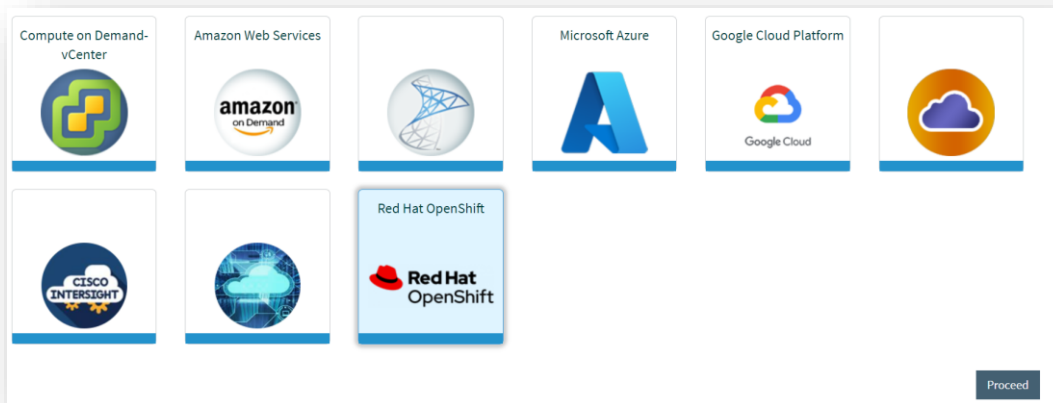 Compute on Demand-
vCenter
Amazon Web Services
Microsoft Azure
Google Cloud Platform
amazon
on Demand
Google Cloud
Red Hat OpenShift
CISCO
INTERSIGHT
Red Hat
OpenShift
Proceed